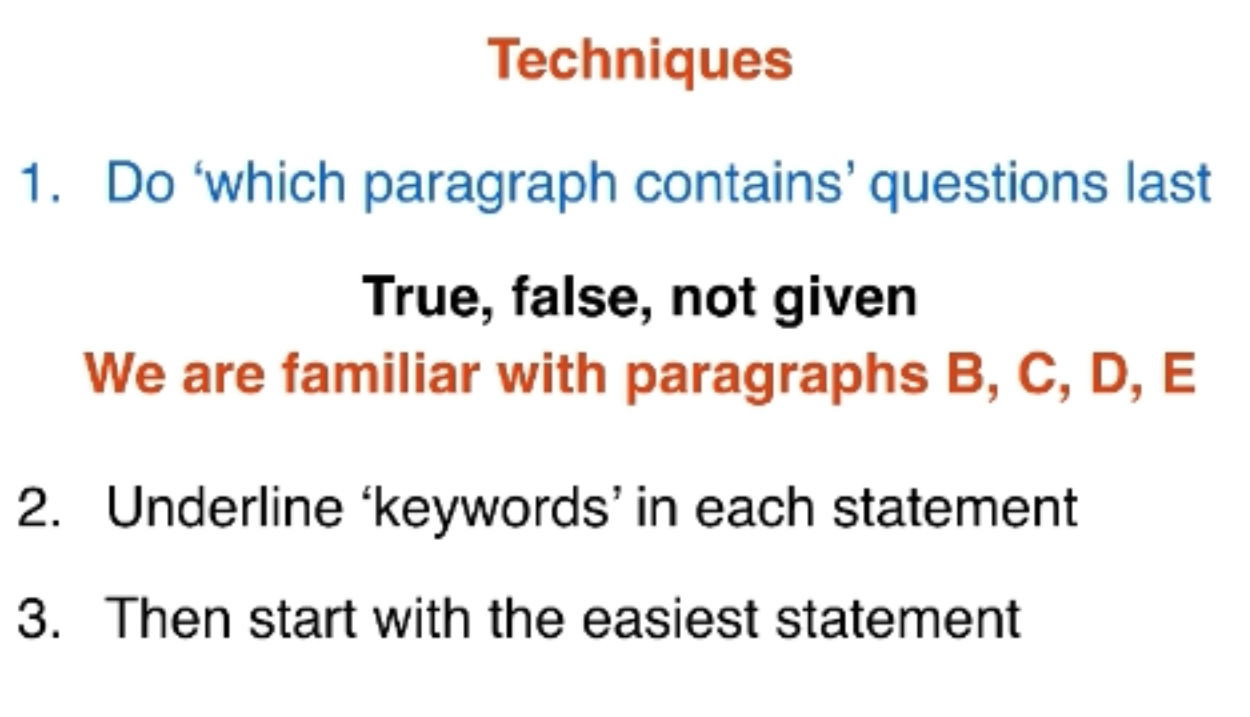 Techniques
1. Do ‘which paragraph contains’ questions last
True, false, not given
We are familiar with paragraphs B, C, D, E
2. Underline ‘keywords’ in each statement
3. Then start with the easiest statement